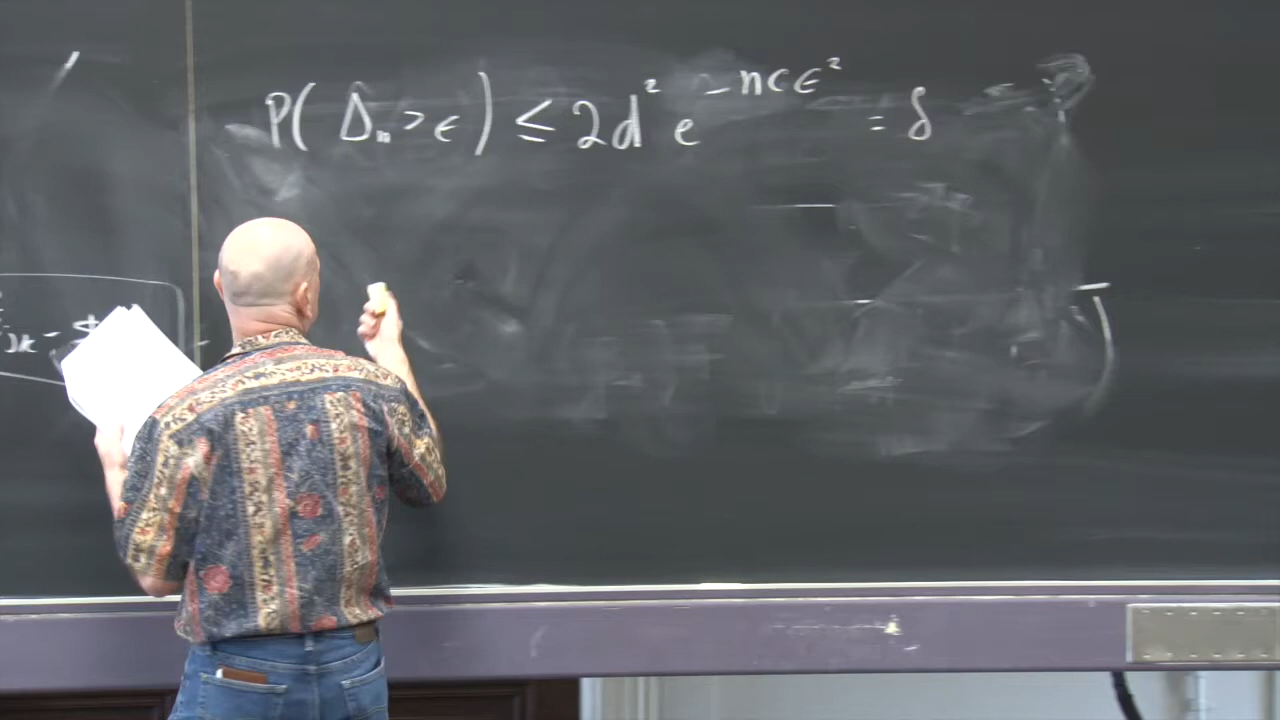 P( Δₙ > ϵ ) ≤ 2d² e^{-ncϵ²} = δ